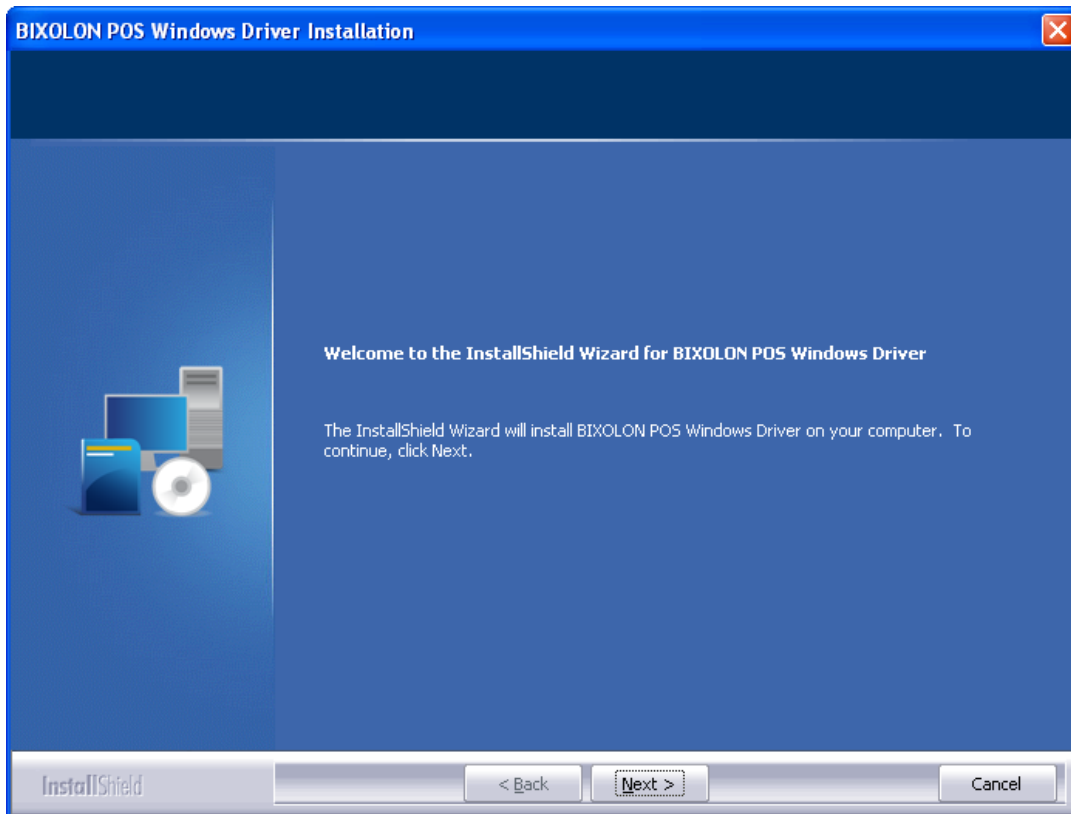 BIXOLON POS Windows Driver Installation
Welcome to the InstallShield Wizard for BIXOLON POS Windows Driver
The InstallShield Wizard will install BIXOLON POS Windows Driver on your computer. To
continue, click Next.
InstallShield
< Back
Next >
Cancel